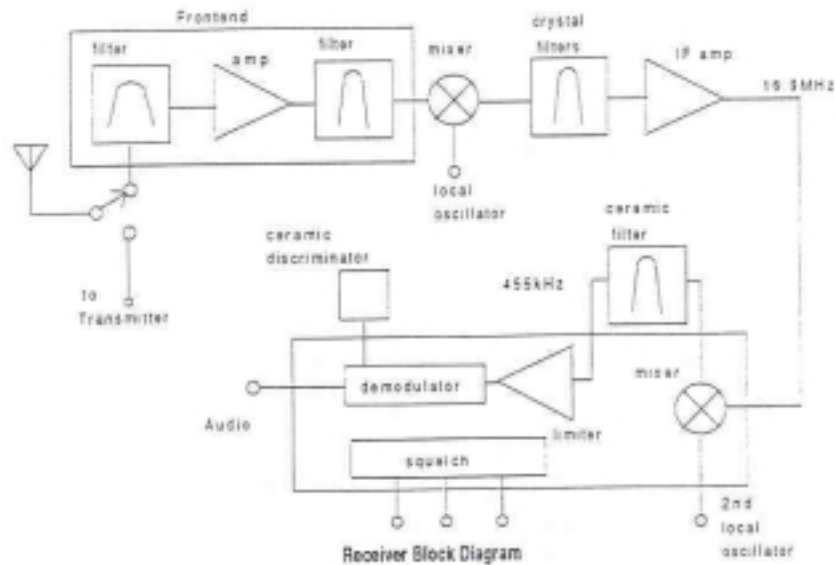 Frontend
filter
amp
filter
mixer
crystal
filters
IF amp
local
oscillator
ceramic
filter
ceramic
discriminator
455kHz
to
Transmitter
demodulator
mixer
Audio
limiter
squelch
2nd
local
oscillator
Receiver Block Diagram